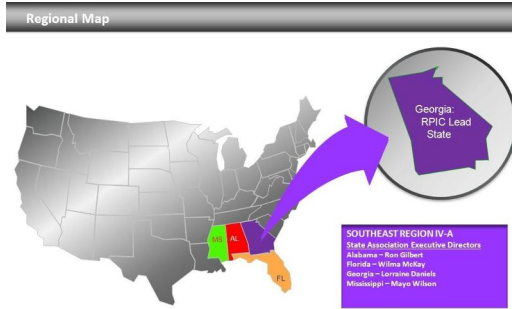 Regional Map
Georgia:
RPIC Lead
State
MS
AL
FL
SOUTHEAST REGION IV-A
State Association Executive Directors
Alabama – Ron Gilbert
Florida – Wilma McKay
Georgia – Lorraine Daniels
Mississippi – Mayo Wilson